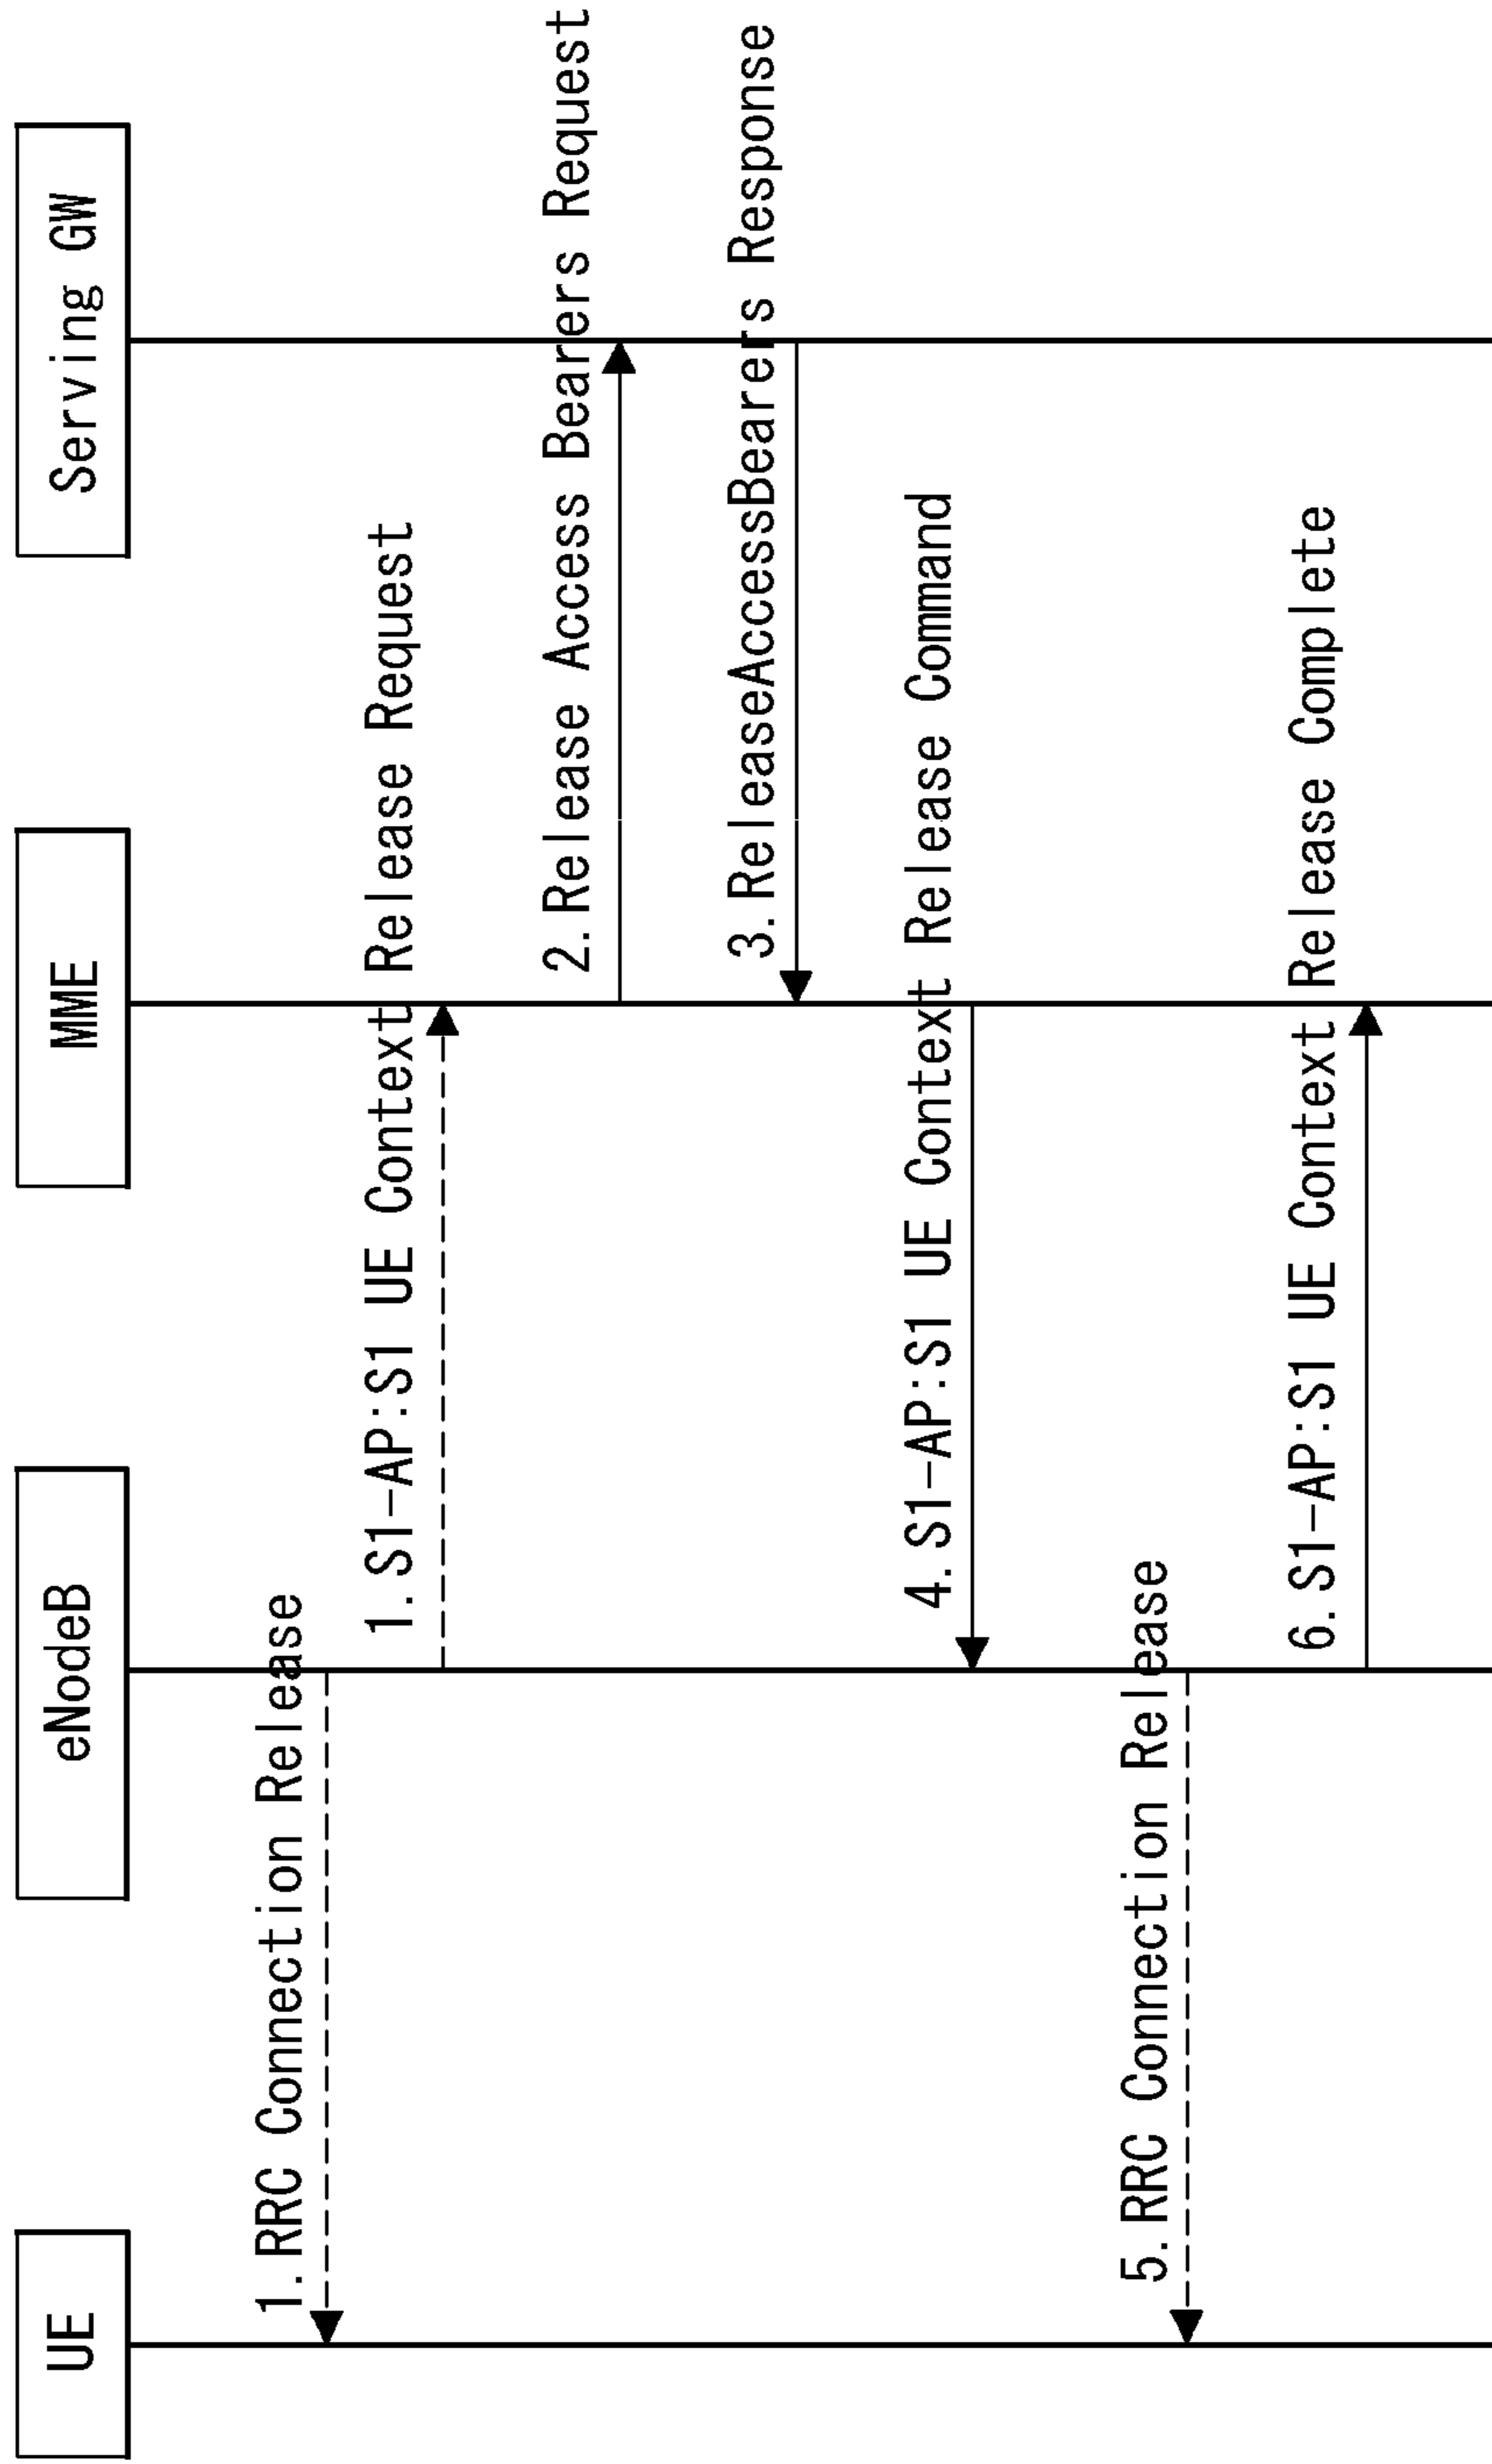 UE
eNodeB
MME
Serving GW
1.RRC Connection Release
1.S1-AP:S1 UE Context Release Request
2.Release Access Bearers Request
3.ReleaseAccessBearers Response
4.S1-AP:S1 UE Context Release Command
5.RRC Connection Release
6.S1-AP:S1 UE Context Release Complete